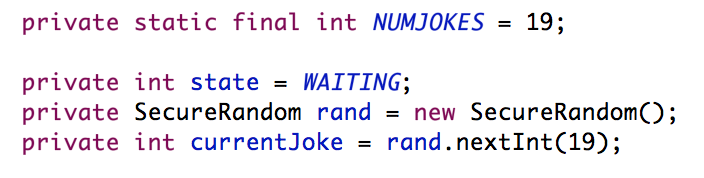 private static final int NUMJOKES = 19;
private int state = WAITING;
private SecureRandom rand = new SecureRandom();
private int currentJoke = rand.nextInt(19);